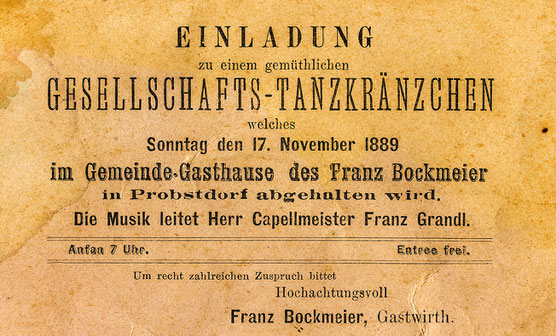 EINLADUNG
zu einem gemüthlichen
GESELLSCHAFTS-TANZKRÄNZCHEN
welches
Sonntag den 17. November 1889
im Gemeinde-Gasthause des Franz Bockmeier
in Probstdorf abgehalten wird.
Die Musik leitet Herr Capellmeister Franz Grandl.
Anfan 7 Uhr. Entree frei.
Um recht zahlreichen Zuspruch bittet
Hochachtungsvoll
Franz Bockmeier, Gastwirth.